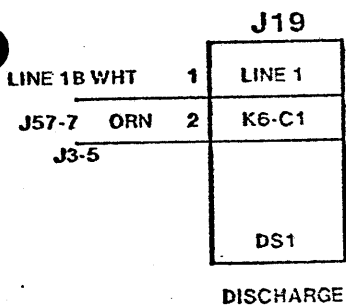 J19
LINE 1B WHT 1 LINE 1
J57-7 ORN 2 K6-C1
J3-5
DS1
DISCHARGE